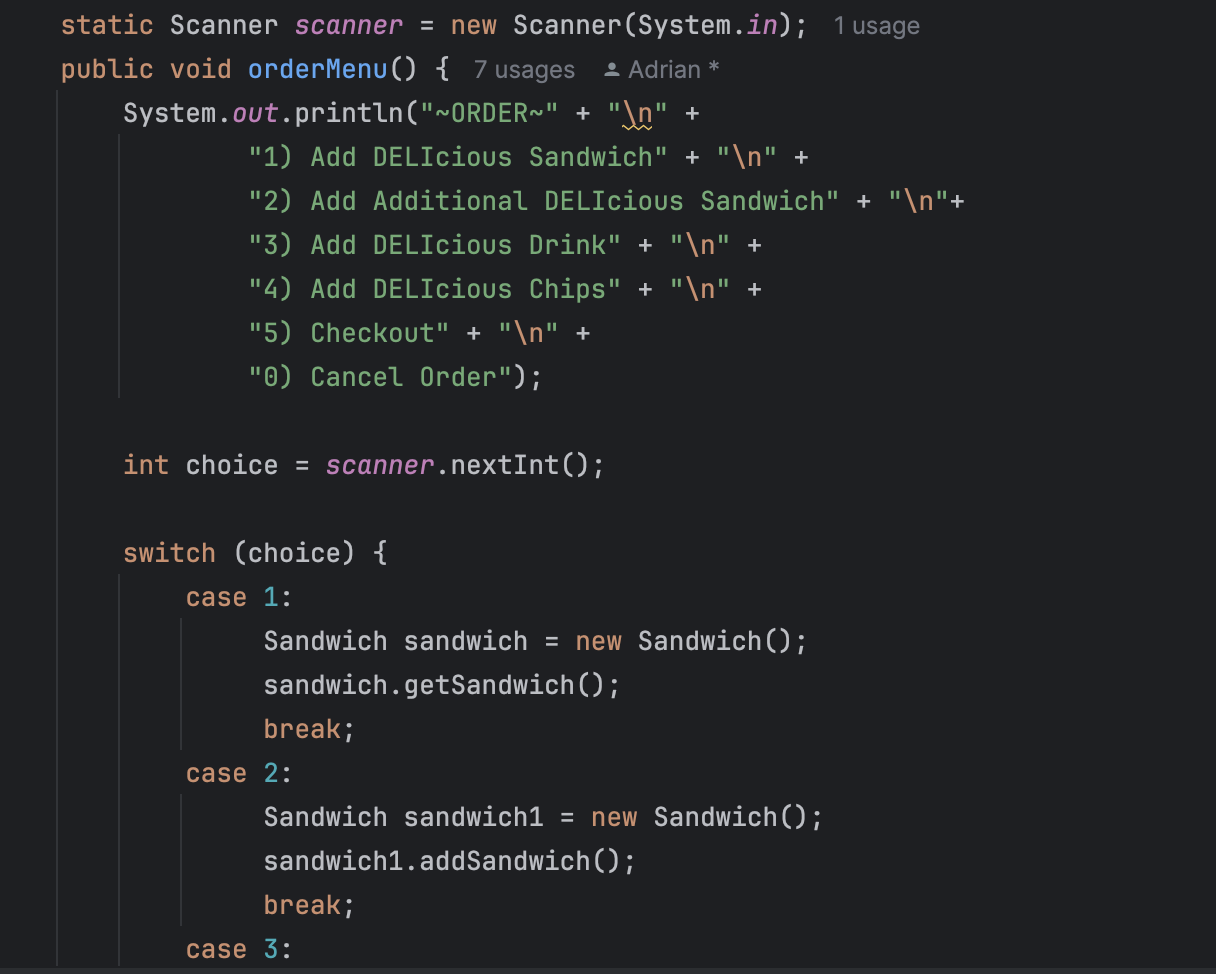 static Scanner scanner = new Scanner(System.in); 1 usage
public void orderMenu() { 7 usages Adrian *
System.out.println("~ORDER~" + "\n" +
"1) Add DELIcious Sandwich" + "\n" +
"2) Add Additional DELIcious Sandwich" + "\n"+
"3) Add DELIcious Drink" + "\n" +
"4) Add DELIcious Chips" + "\n" +
"5) Checkout" + "\n" +
"0) Cancel Order");
int choice = scanner.nextInt();
switch (choice) {
case 1:
Sandwich sandwich = new Sandwich();
sandwich.getSandwich();
break;
case 2:
Sandwich sandwich1 = new Sandwich();
sandwich1.addSandwich();
break;
case 3: